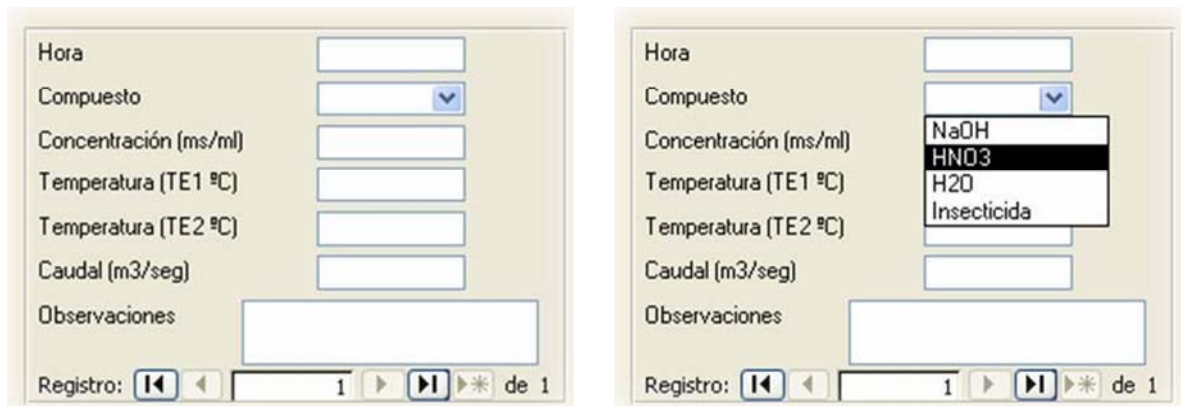 Hora
Compuesto
Concentración (ms/ml)
Temperatura (TE1 ºC)
Temperatura (TE2 ºC)
Caudal (m3/seg)
Observaciones
Registro: 1 de 1
Hora
Compuesto
NaOH
Concentración (ms/ml)
HNO3
Temperatura (TE1 ºC)
H2O
Insecticida
Temperatura (TE2 ºC)
Caudal (m3/seg)
Observaciones
Registro: 1 de 1